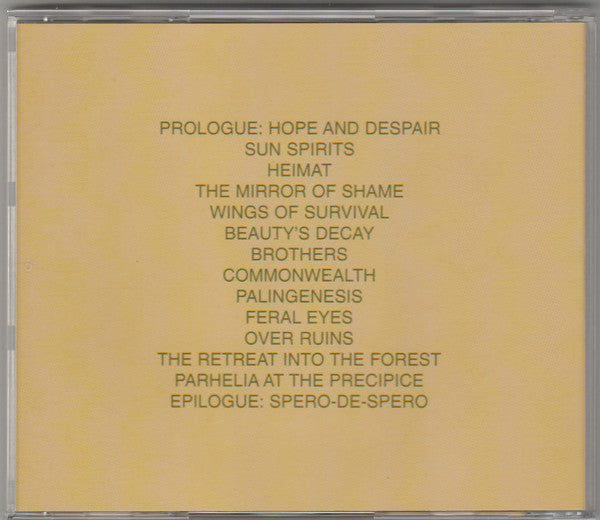 PROLOGUE: HOPE AND DESPAIR
SUN SPIRITS
HEIMAT
THE MIRROR OF SHAME
WINGS OF SURVIVAL
BEAUTY'S DECAY
BROTHERS
COMMONWEALTH
PALINGENESIS
FERAL EYES
OVER RUINS
THE RETREAT INTO THE FOREST
PARHELIA AT THE PRECIPICE
EPILOGUE: SPERO-DE-SPERO